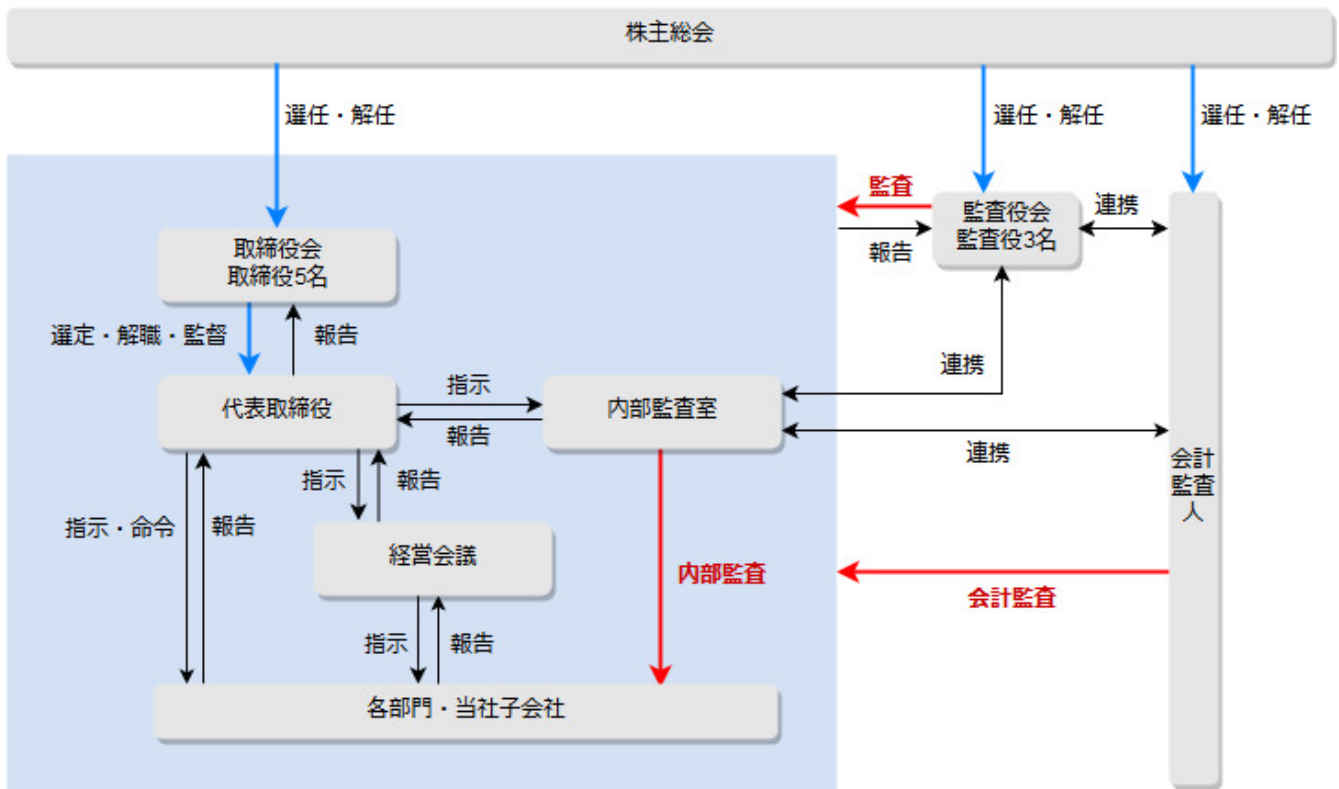 株主総会
選任・解任
選任・解任
選任・解任
監査
報告
監査役会
監査役3名
連携
取締役会
取締役5名
選定・解職・監督
報告
連携
代表取締役
指示
報告
内部監査室
連携
会計
監査
人
指示・命令
報告
指示
報告
経営会議
内部監査
会計監査
指示
報告
各部門・当社子会社